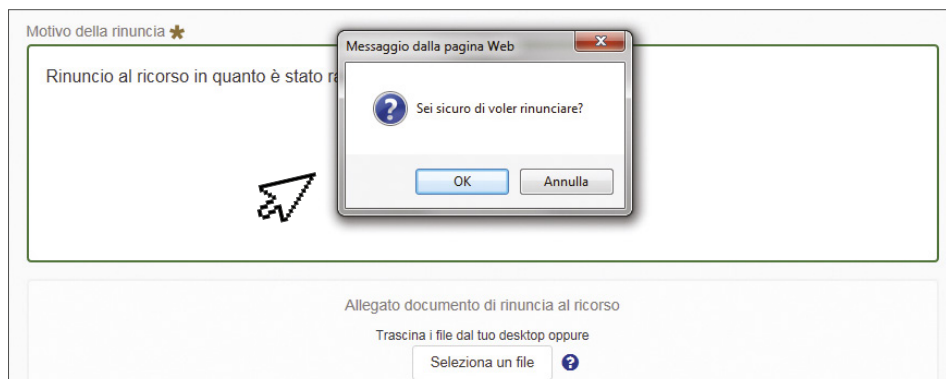 Motivo della rinuncia
Rinuncio al ricorso in quanto è stato
Messaggio dalla pagina Web
Sei sicuro di voler rinunciare?
OK
Annulla
Allegato documento di rinuncia al ricorso
Trascina i file dal tuo desktop oppure
Seleziona un file